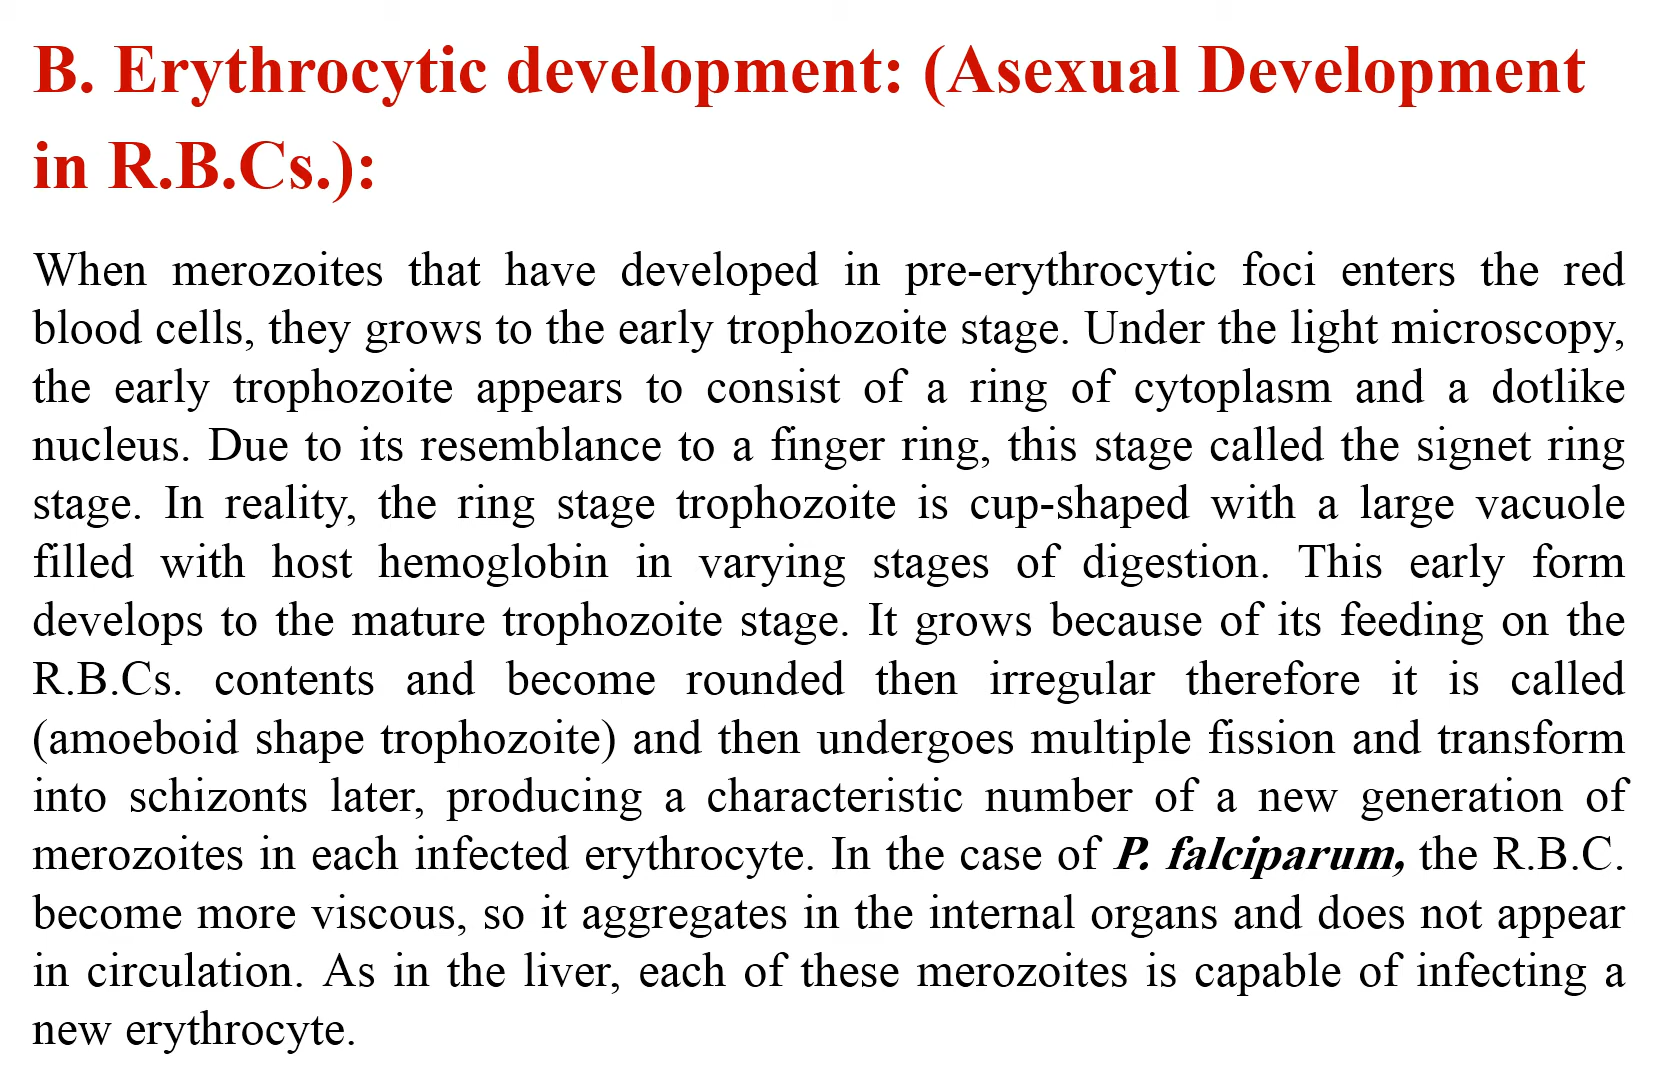 B. Erythrocytic development: (Asexual Development
in R.B.Cs.):
When merozoites that have developed in pre-erythrocytic foci enters the red
blood cells, they grows to the early trophozoite stage. Under the light microscopy,
the early trophozoite appears to consist of a ring of cytoplasm and a dotlike
nucleus. Due to its resemblance to a finger ring, this stage called the signet ring
stage. In reality, the ring stage trophozoite is cup-shaped with a large vacuole
filled with host hemoglobin in varying stages of digestion. This early form
develops to the mature trophozoite stage. It grows because of its feeding on the
R.B.Cs. contents and become rounded then irregular therefore it is called
(amoeboid shape trophozoite) and then undergoes multiple fission and transform
into schizonts later, producing a characteristic number of a new generation of
merozoites in each infected erythrocyte. In the case of P. falciparum, the R.B.C.
become more viscous, so it aggregates in the internal organs and does not appear
in circulation. As in the liver, each of these merozoites is capable of infecting a
new erythrocyte.